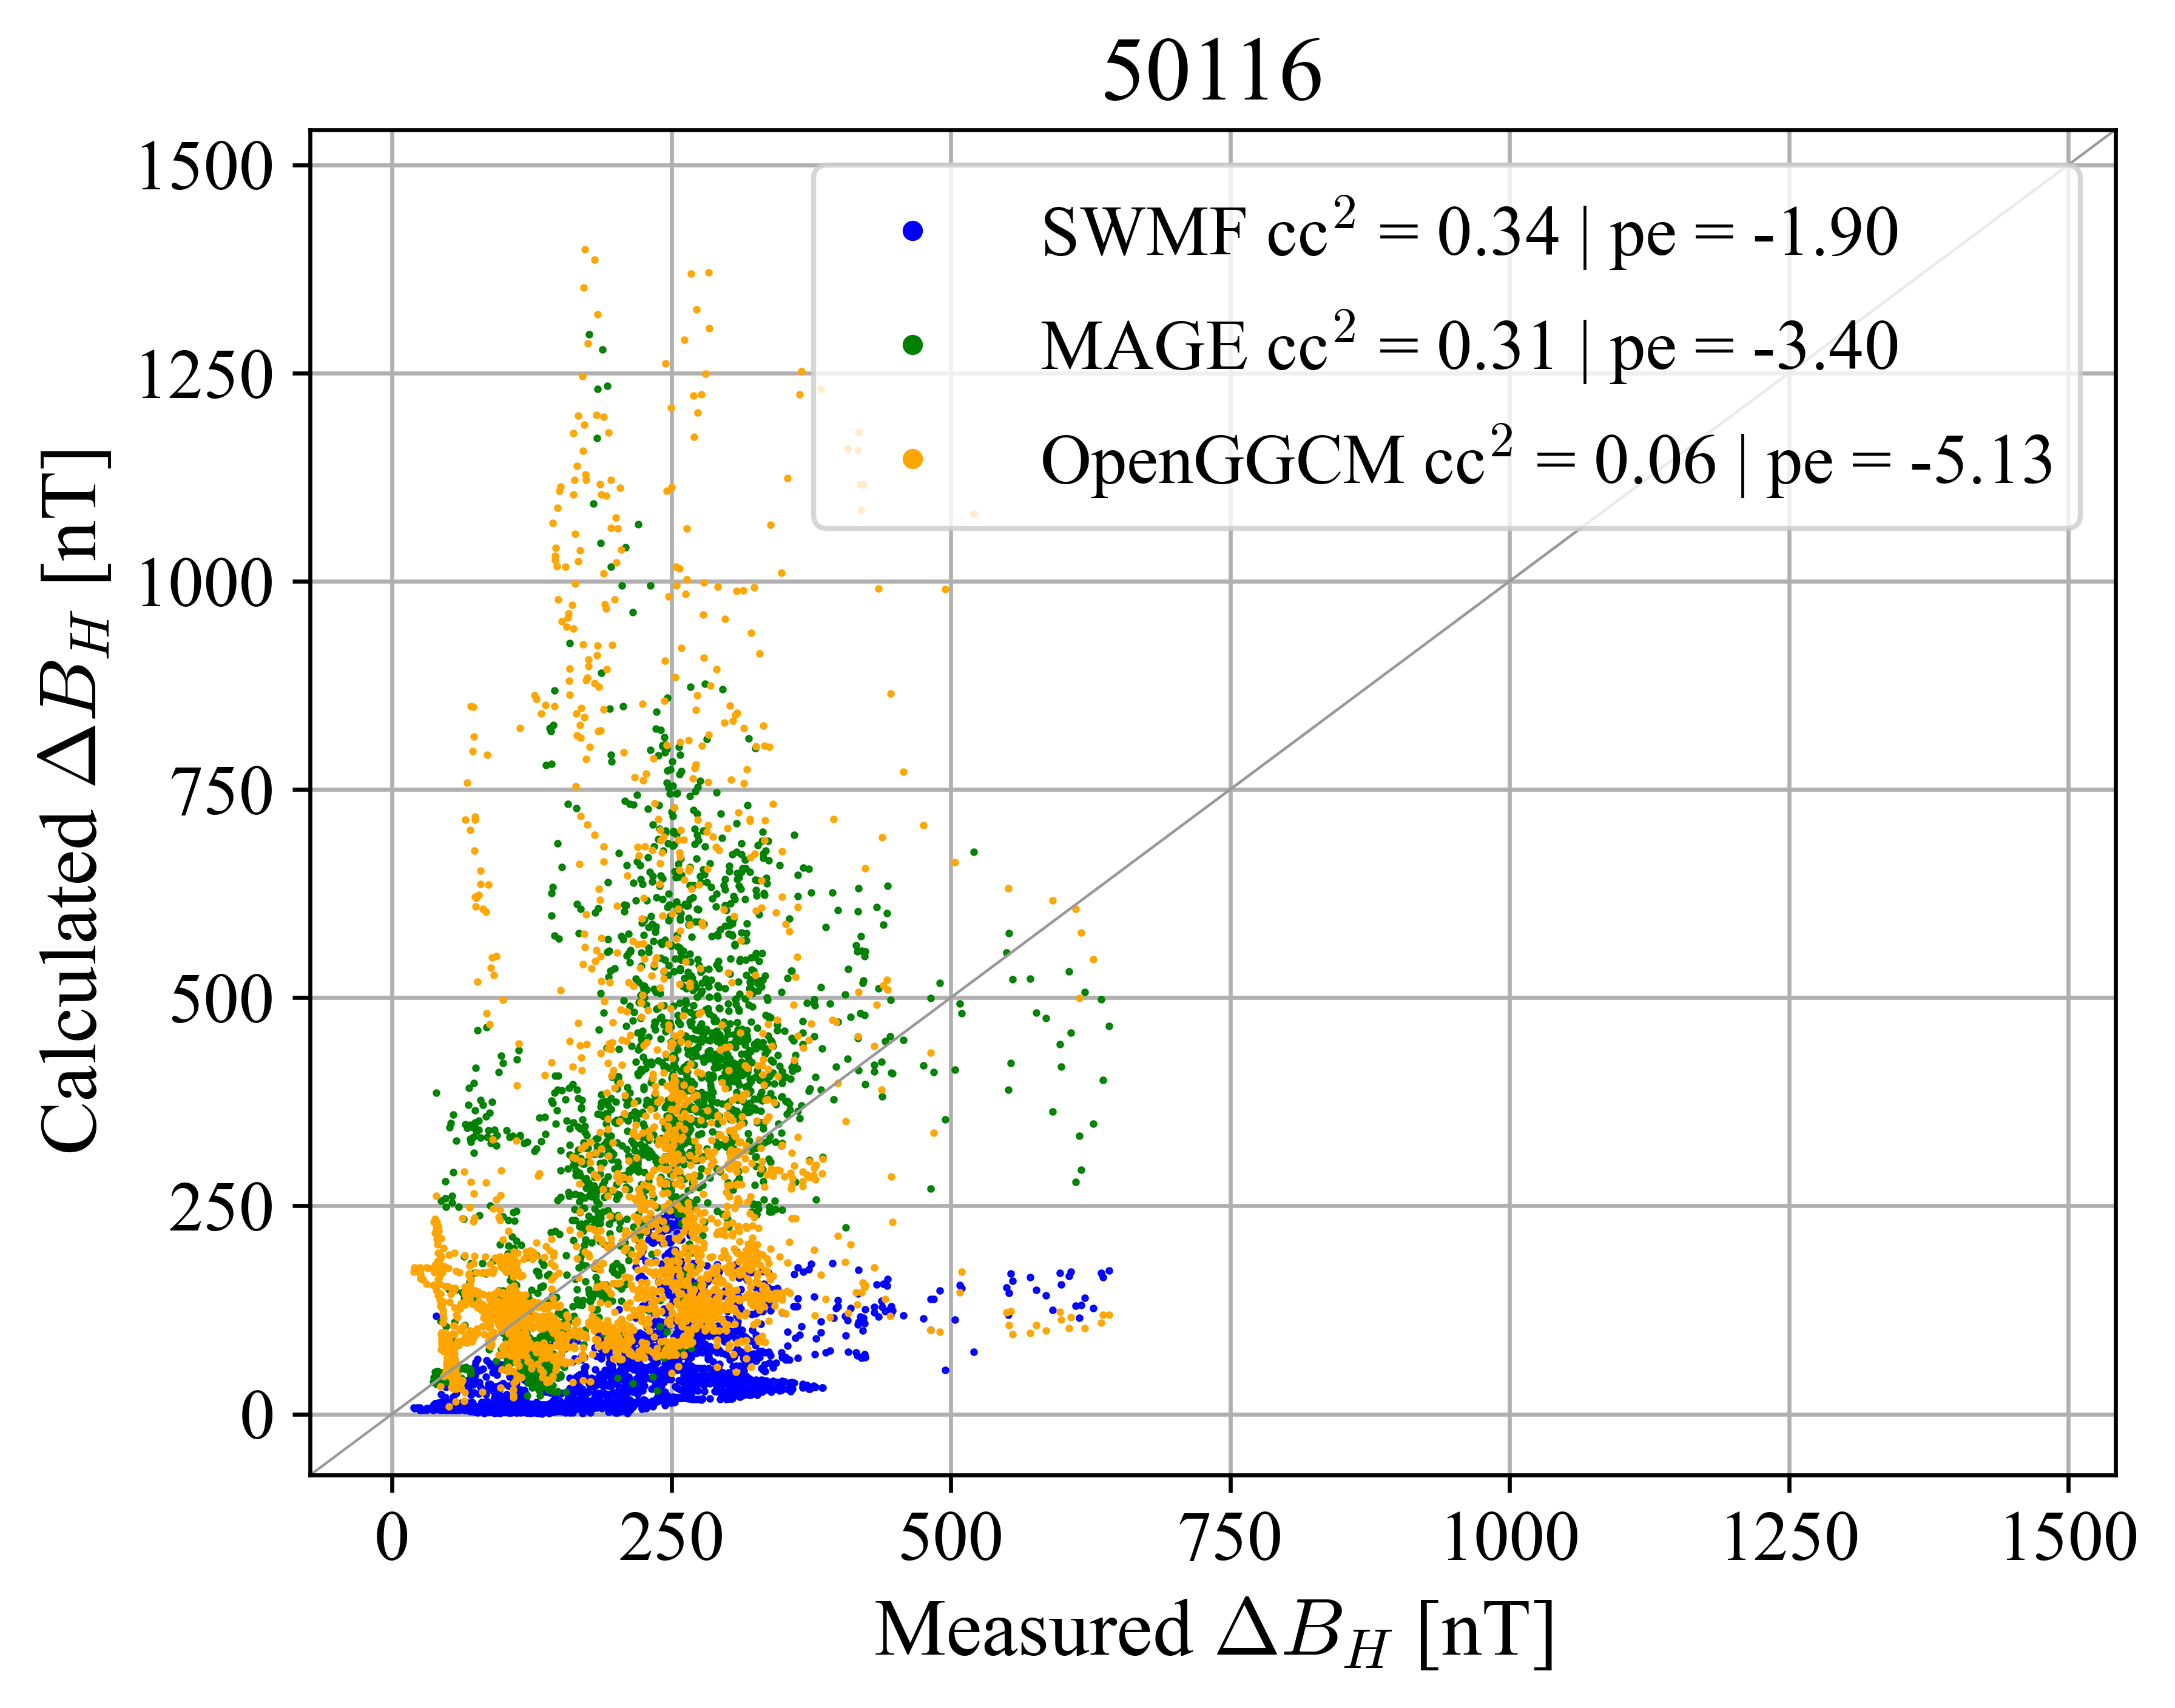 50116
1500
1250
1000
750
500
250
0
Calculated ΔB_H [nT]
SWMF cc² = 0.34 | pe = -1.90
MAGE cc² = 0.31 | pe = -3.40
OpenGGCM cc² = 0.06 | pe = -5.13
0 250 500 750 1000 1250 1500
Measured ΔB_H [nT]